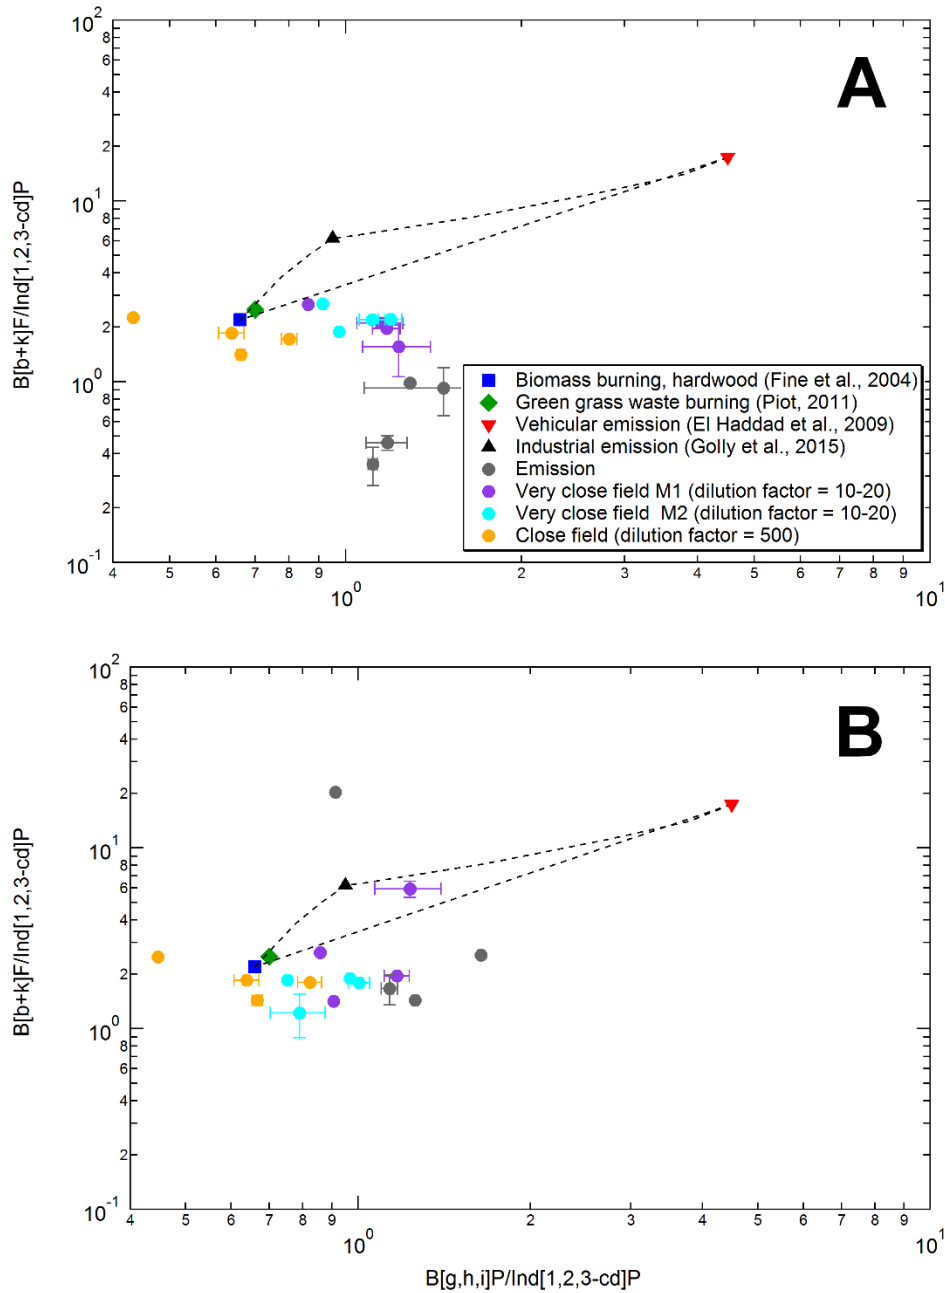 A
10²
8
6
4
2
10¹
8
6
4
2
10⁰
8
6
4
2
10⁻¹
B[b+k]F/Ind[1,2,3-cd]P
Biomass burning, hardwood (Fine et al., 2004)
Green grass waste burning (Piot, 2011)
Vehicular emission (El Haddad et al., 2009)
Industrial emission (Golly et al., 2015)
Emission
Very close field M1 (dilution factor = 10-20)
Very close field M2 (dilution factor = 10-20)
Close field (dilution factor = 500)
4 5 6 7 8 9 10⁰ 2 3 4 5 6 7 8 9 10¹
B
10²
8
6
4
2
10¹
8
6
4
2
10⁰
8
6
4
2
10⁻¹
B[b+k]F/Ind[1,2,3-cd]P
4 5 6 7 8 9 10⁰ 2 3 4 5 6 7 8 9 10¹
B[g,h,i]P/Ind[1,2,3-cd]P